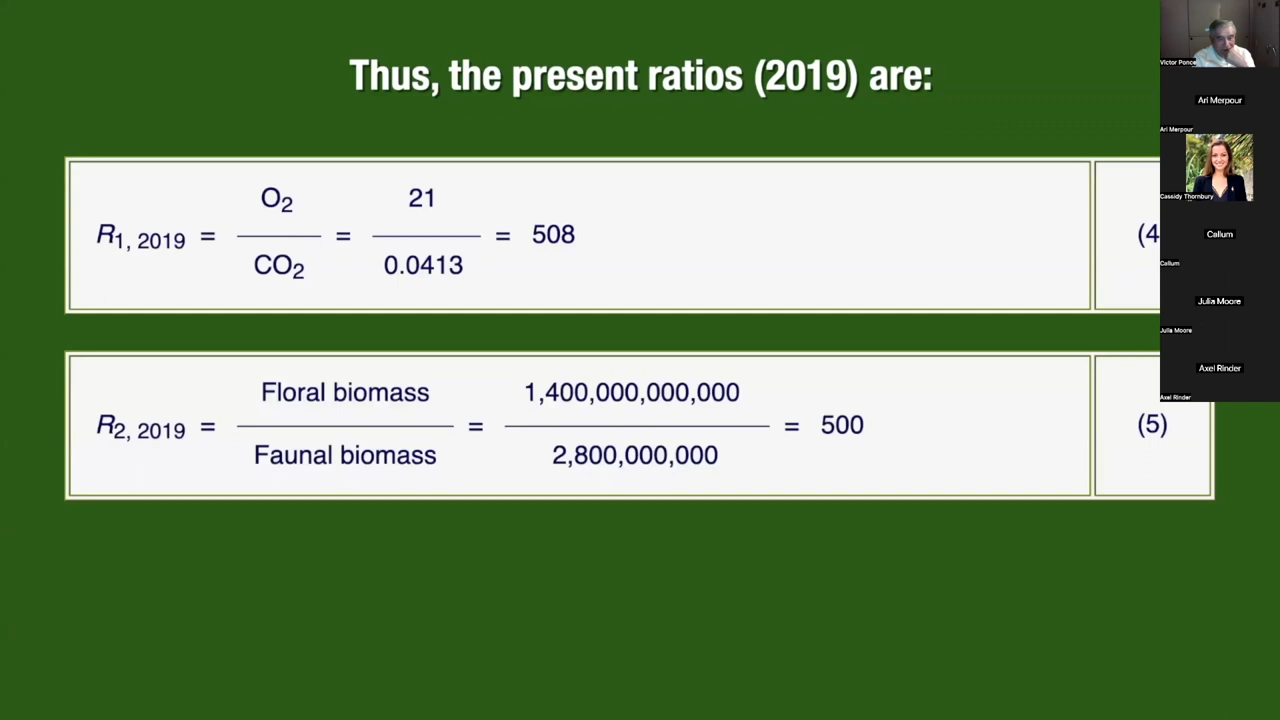 Thus, the present ratios (2019) are:
R1, 2019 = O2 / CO2 = 21 / 0.0413 = 508 (4
R2, 2019 = Floral biomass / Faunal biomass = 1,400,000,000,000 / 2,800,000,000 = 500 (5)
Victor Ponce
Ari Merpour
Ari Merpour
Cassidy Thornbury
Callum
Callum
Julia Moore
Julia Moore
Axel Rinder
Axel Rinder